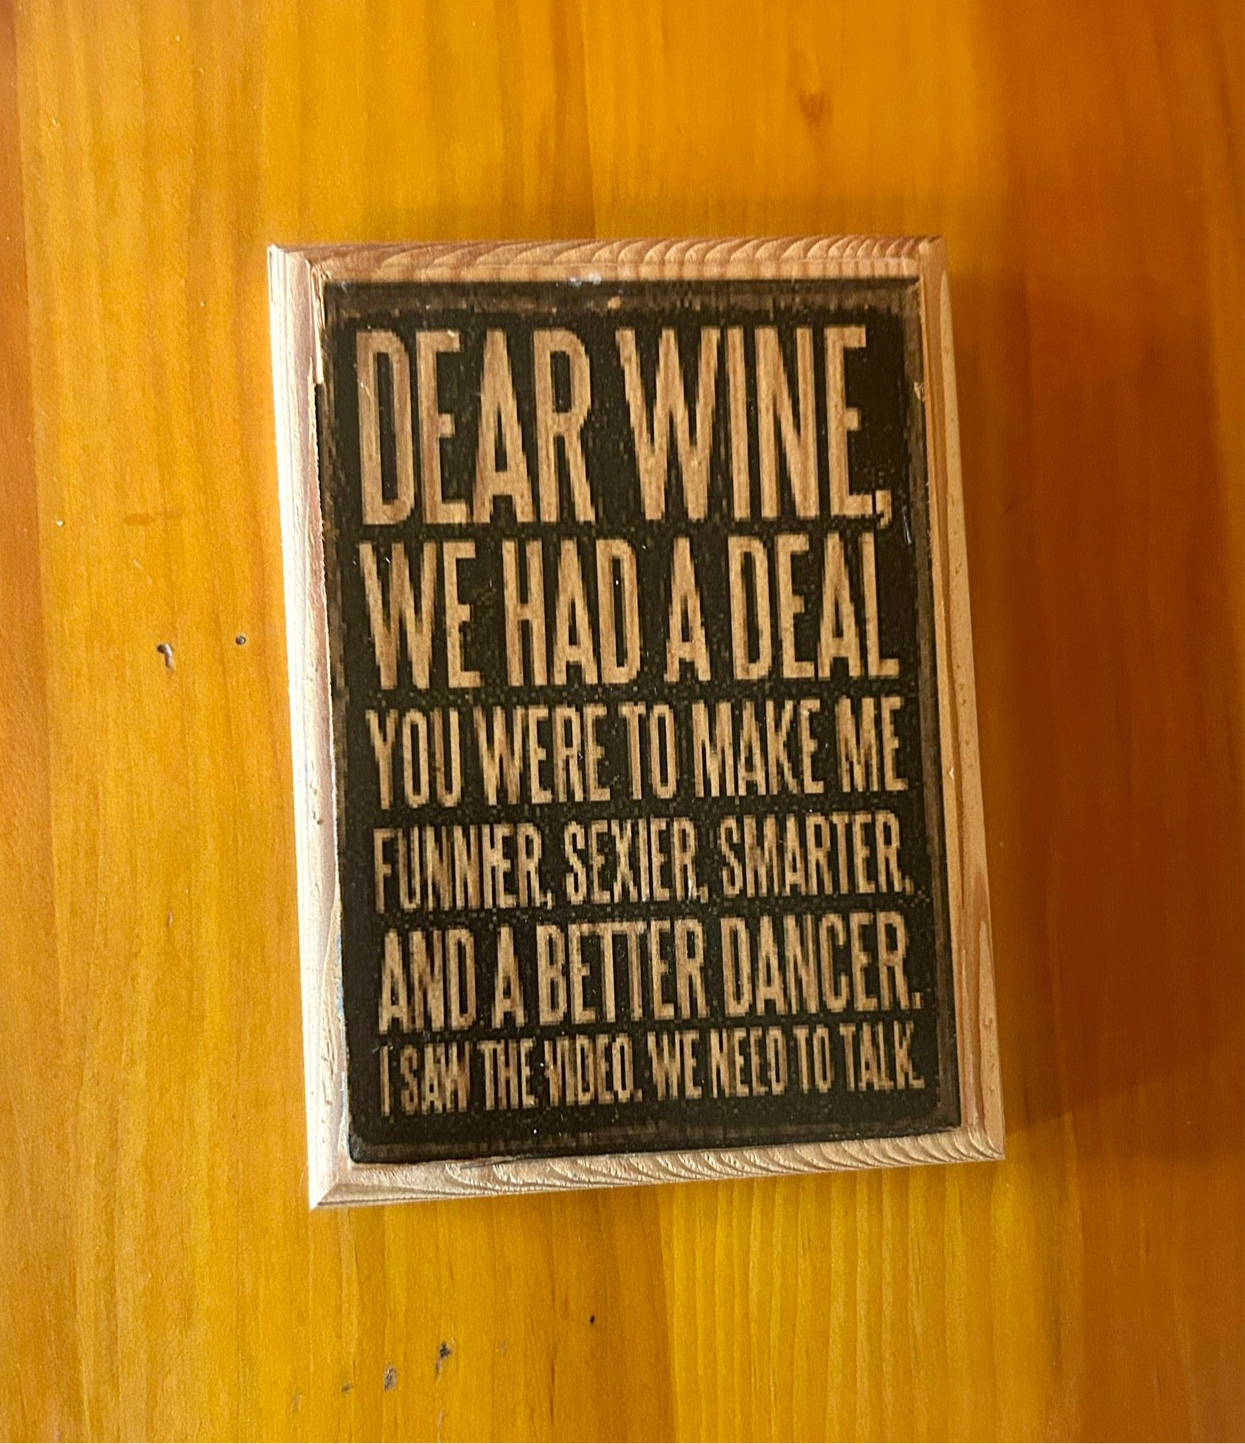 DEAR WINE,
WE HAD A DEAL
YOU WERE TO MAKE ME
FUNNIER, SEXIER, SMARTER,
AND A BETTER DANCER.
I SAW THE VIDEO. WE NEED TO TALK.